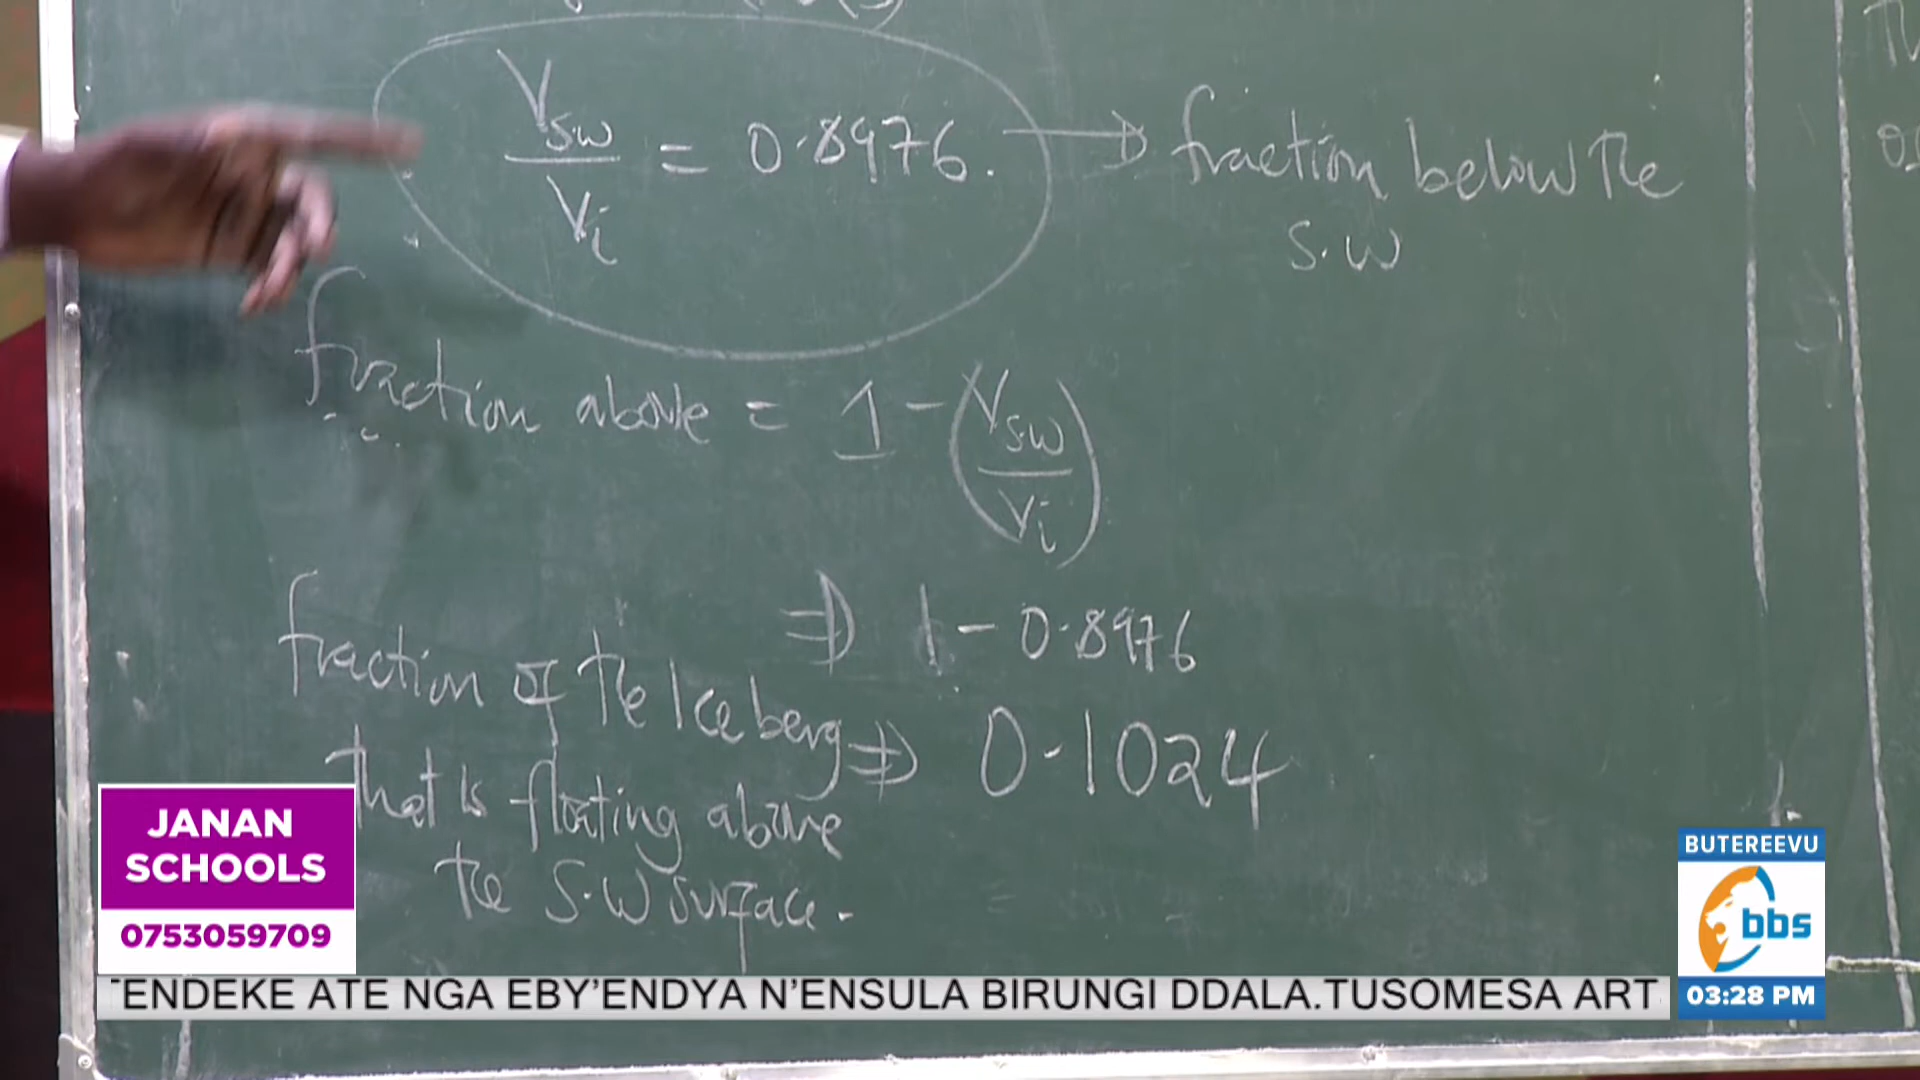 Vsw
—— = 0.8976. → fraction below the
Vi
S.W
fraction above = 1 - (Vs.w / Vi)
⇒ 1 - 0.8976
fraction of the Iceberg
that is floating above ⇒ 0.1024
the S.W surface.
JANAN
SCHOOLS
0753059709
BUTEREEVU
bbs
03:28 PM
ENDEKE ATE NGA EBY'ENDYA N'ENSULA BIRUNGI DDALA.TUSOMESA ART